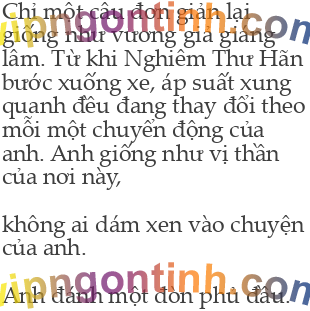 Chỉ một câu đơn giản lại
giống như vương giả giáng
lâm. Từ khi Nghiêm Thư Hãn
bước xuống xe, áp suất xung
quanh đều đang thay đổi theo
mỗi một chuyển động của
anh. Anh giống như vị thần
của nơi này,
không ai dám xen vào chuyện
của anh.
Anh đánh một đòn phủ đầu.
vipngontinh.com
vipngontinh.com